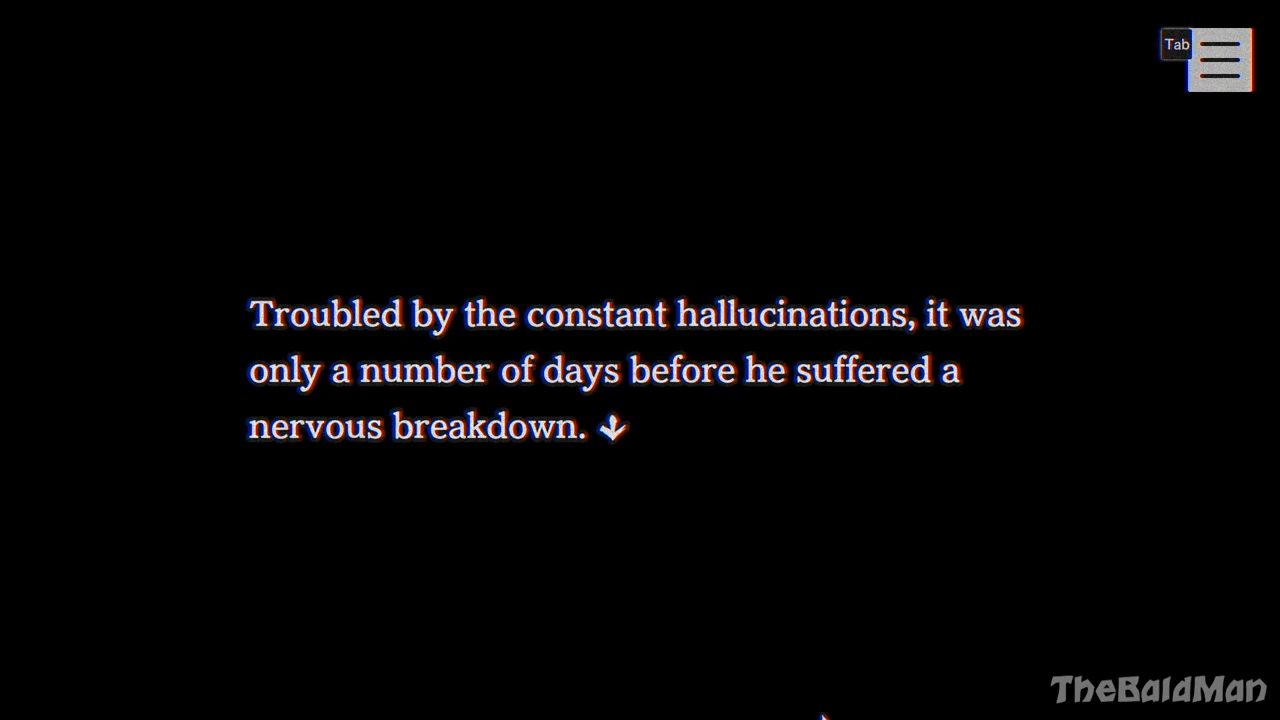 Tab
Troubled by the constant hallucinations, it was
only a number of days before he suffered a
nervous breakdown.
TheBaldMan